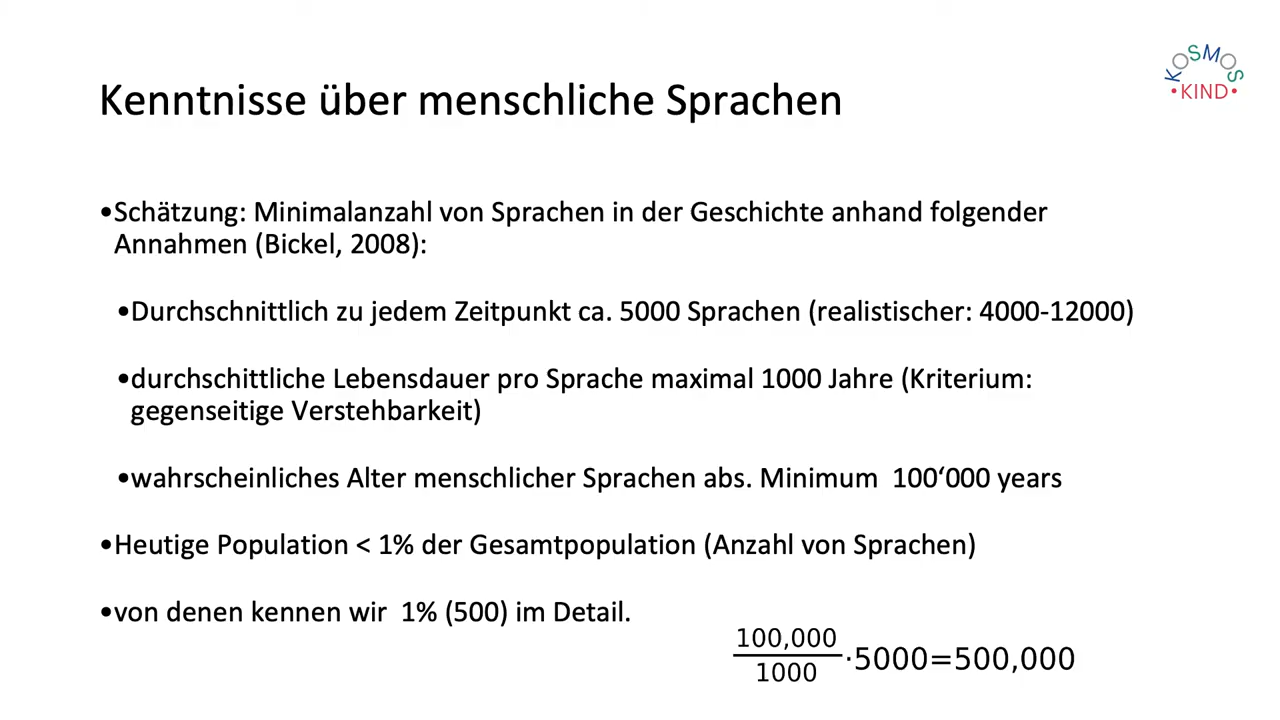 KOSMOS
•KIND•
Kenntnisse über menschliche Sprachen
•Schätzung: Minimalanzahl von Sprachen in der Geschichte anhand folgender
Annahmen (Bickel, 2008):
•Durchschnittlich zu jedem Zeitpunkt ca. 5000 Sprachen (realistischer: 4000-12000)
•durchschittliche Lebensdauer pro Sprache maximal 1000 Jahre (Kriterium:
gegenseitige Verstehbarkeit)
•wahrscheinliches Alter menschlicher Sprachen abs. Minimum  100‘000 years
•Heutige Population < 1% der Gesamtpopulation (Anzahl von Sprachen)
•von denen kennen wir  1% (500) im Detail.
100,000
1000
·5000=500,000